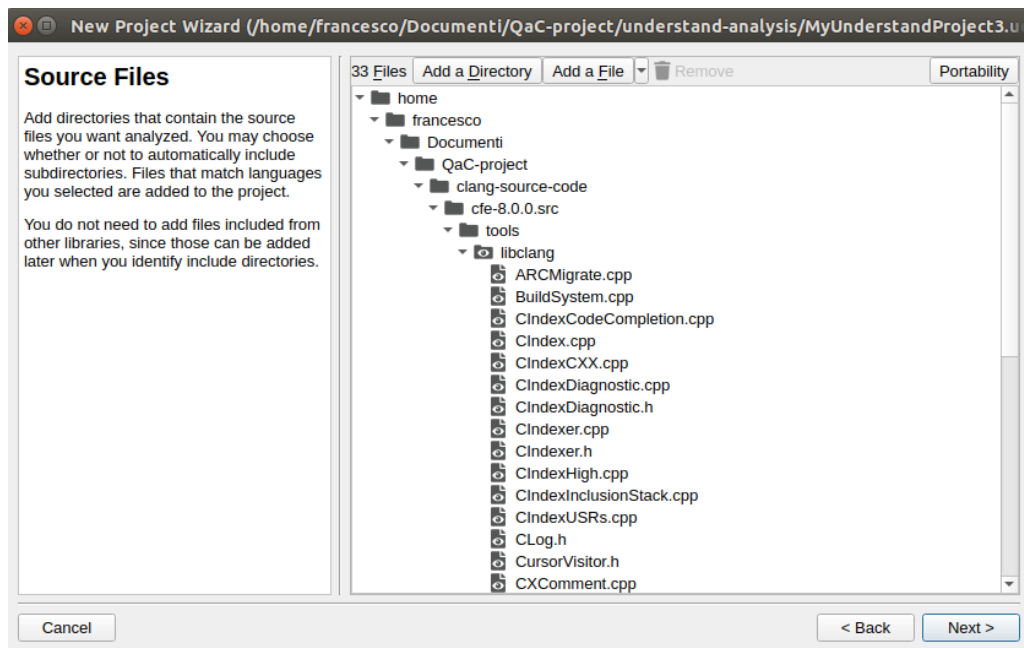 New Project Wizard (/home/francesco/Documenti/QaC-project/understand-analysis/MyUnderstandProject3.u
Source Files
Add directories that contain the source
files you want analyzed. You may choose
whether or not to automatically include
subdirectories. Files that match languages
you selected are added to the project.
You do not need to add files included from
other libraries, since those can be added
later when you identify include directories.
33 Files Add a Directory Add a File Remove Portability
home
francesco
Documenti
QaC-project
clang-source-code
cfe-8.0.0.src
tools
libclang
ARCMigrate.cpp
BuildSystem.cpp
CIndexCodeCompletion.cpp
CIndex.cpp
CIndexCXX.cpp
CIndexDiagnostic.cpp
CIndexDiagnostic.h
CIndexer.cpp
CIndexer.h
CIndexHigh.cpp
CIndexInclusionStack.cpp
CIndexUSRs.cpp
CLog.h
CursorVisitor.h
CXComment.cpp
Cancel < Back Next >